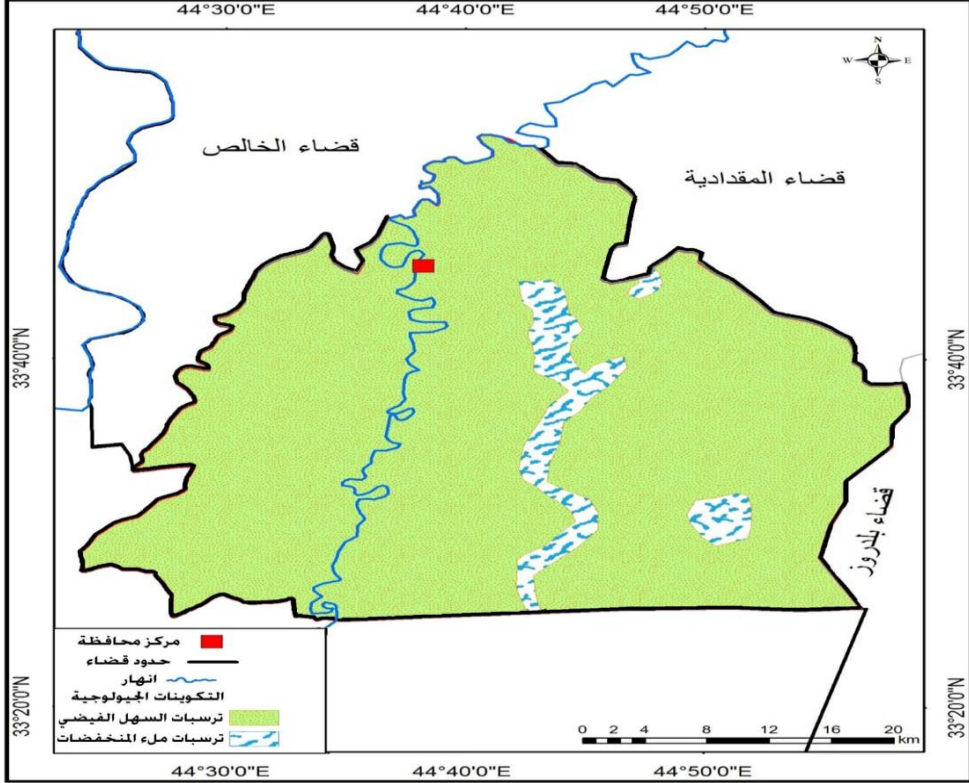 44°30'0"E 44°40'0"E 44°50'0"E
N
W E
S
قضاء الخالص
قضاء المقدادية
33°40'0"N 33°40'0"N
قضاء بلدروز
مركز محافظة
حدود قضاء
انهار
التكوينات الجيولوجية
ترسبات السهل الفيضي
ترسبات ملء المنخفضات
33°20'0"N 33°20'0"N
0 2 4 8 12 16 20
km
44°30'0"E 44°40'0"E 44°50'0"E